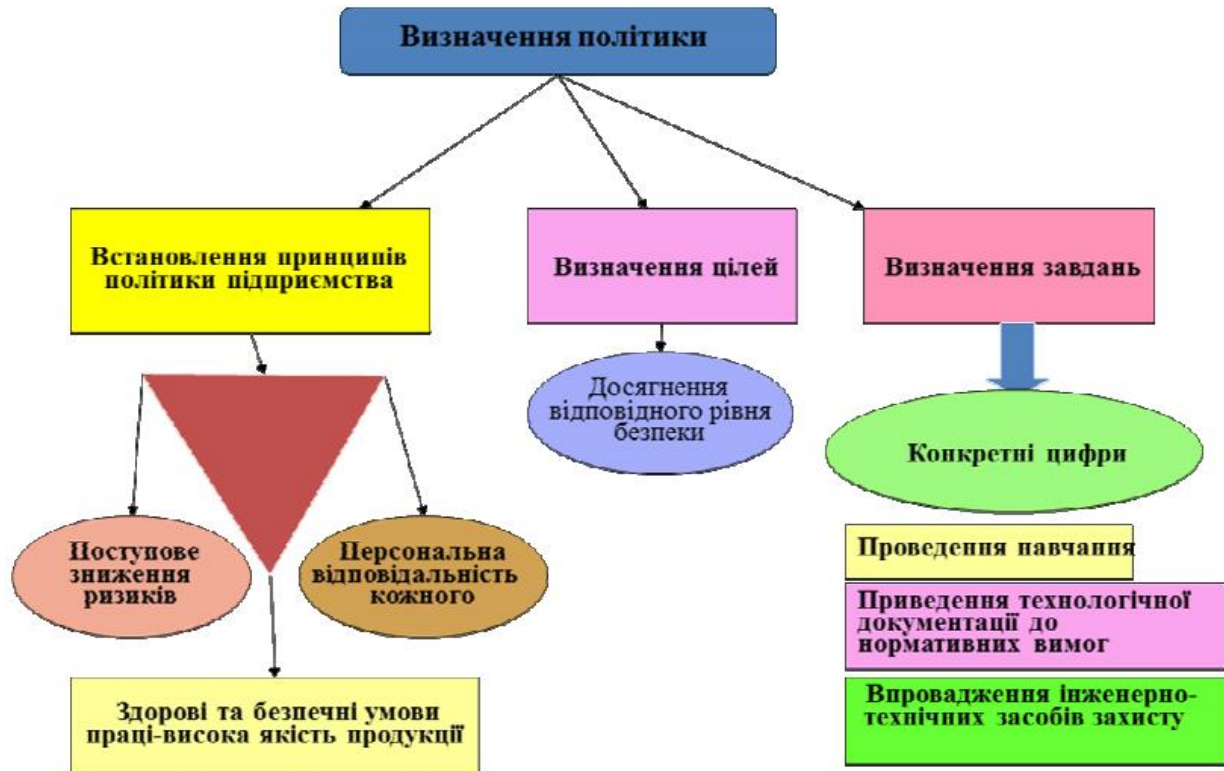 Визначення політики
Встановлення принципів
політики підприємства
Визначення цілей
Визначення завдань
Досягнення
відповідного рівня
безпеки
Конкретні цифри
Поступове
зниження
ризиків
Персональна
відповідальність
кожного
Проведення навчання
Приведення технологічної
документації до
нормативних вимог
Впровадження інженерно-
технічних засобів захисту
Здорові та безпечні умови
праці-висока якість продукції